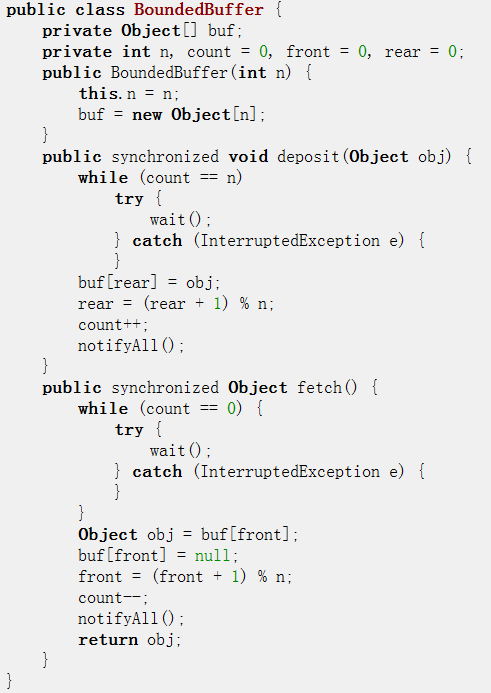 public class BoundedBuffer {
    private Object[] buf;
    private int n, count = 0, front = 0, rear = 0;
    public BoundedBuffer(int n) {
        this.n = n;
        buf = new Object[n];
    }
    public synchronized void deposit(Object obj) {
        while (count == n)
            try {
                wait();
            } catch (InterruptedException e) {
            }
        buf[rear] = obj;
        rear = (rear + 1) % n;
        count++;
        notifyAll();
    }
    public synchronized Object fetch() {
        while (count == 0) {
            try {
                wait();
            } catch (InterruptedException e) {
            }
        }
        Object obj = buf[front];
        buf[front] = null;
        front = (front + 1) % n;
        count--;
        notifyAll();
        return obj;
    }
}